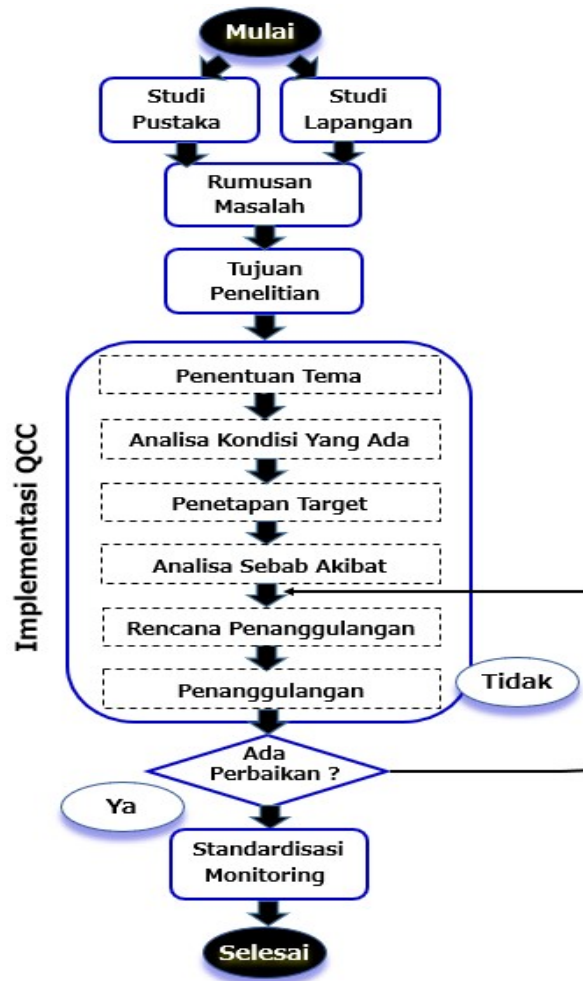 Mulai
Studi
Pustaka
Studi
Lapangan
Rumusan
Masalah
Tujuan
Penelitian
Implementasi QCC
Penentuan Tema
Analisa Kondisi Yang Ada
Penetapan Target
Analisa Sebab Akibat
Rencana Penanggulangan
Penanggulangan
Tidak
Ada
Perbaikan ?
Ya
Standardisasi
Monitoring
Selesai